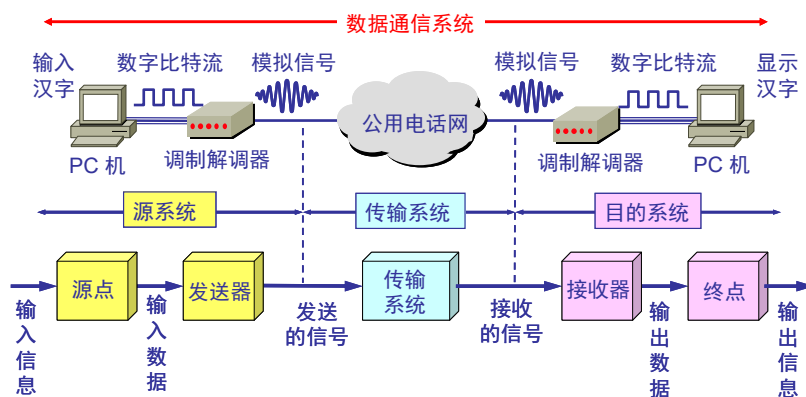 数据通信系统
输入
汉字
数字比特流
模拟信号
模拟信号
数字比特流
显示
汉字
公用电话网
PC 机
调制解调器
调制解调器
PC 机
源系统
传输系统
目的系统
源点
发送器
传输
系统
接收器
终点
输入信息
输入数据
发送
的信号
接收
的信号
输出数据
输出信息